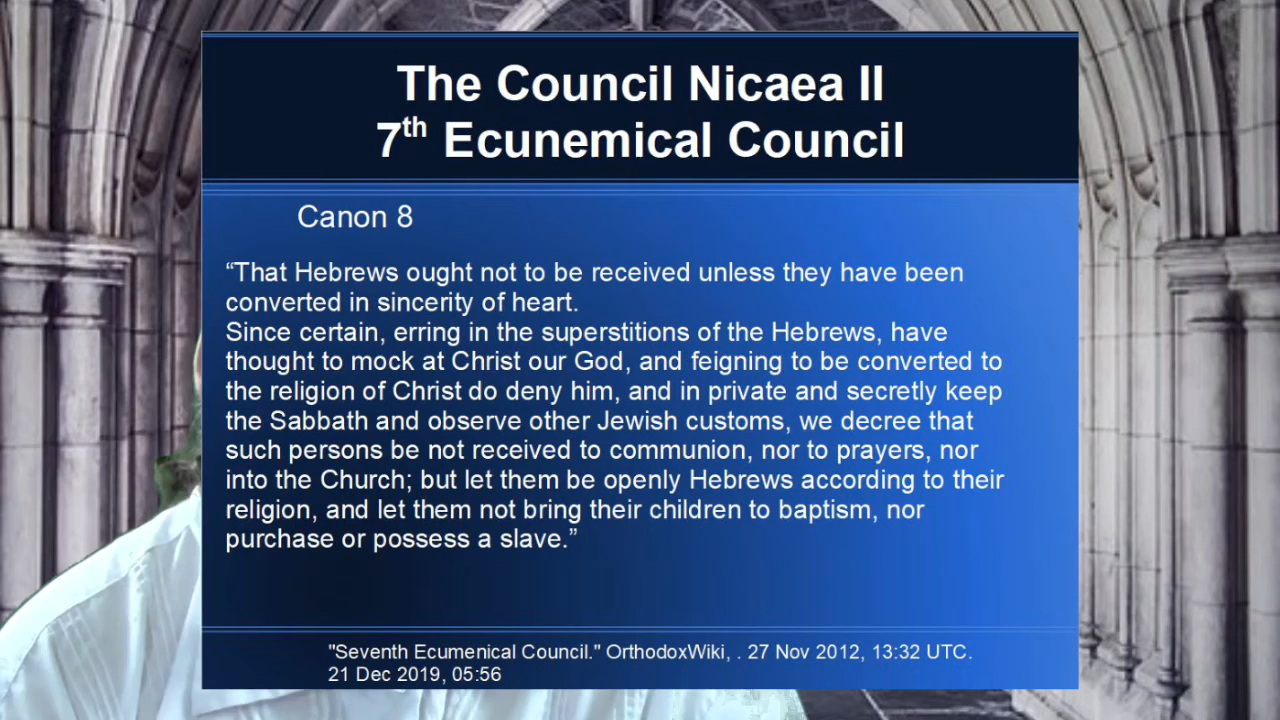 The Council Nicaea II
7th Ecunemical Council
Canon 8
“That Hebrews ought not to be received unless they have been
converted in sincerity of heart.
Since certain, erring in the superstitions of the Hebrews, have
thought to mock at Christ our God, and feigning to be converted to
the religion of Christ do deny him, and in private and secretly keep
the Sabbath and observe other Jewish customs, we decree that
such persons be not received to communion, nor to prayers, nor
into the Church; but let them be openly Hebrews according to their
religion, and let them not bring their children to baptism, nor
purchase or possess a slave.”
"Seventh Ecumenical Council." OrthodoxWiki, . 27 Nov 2012, 13:32 UTC.
21 Dec 2019, 05:56